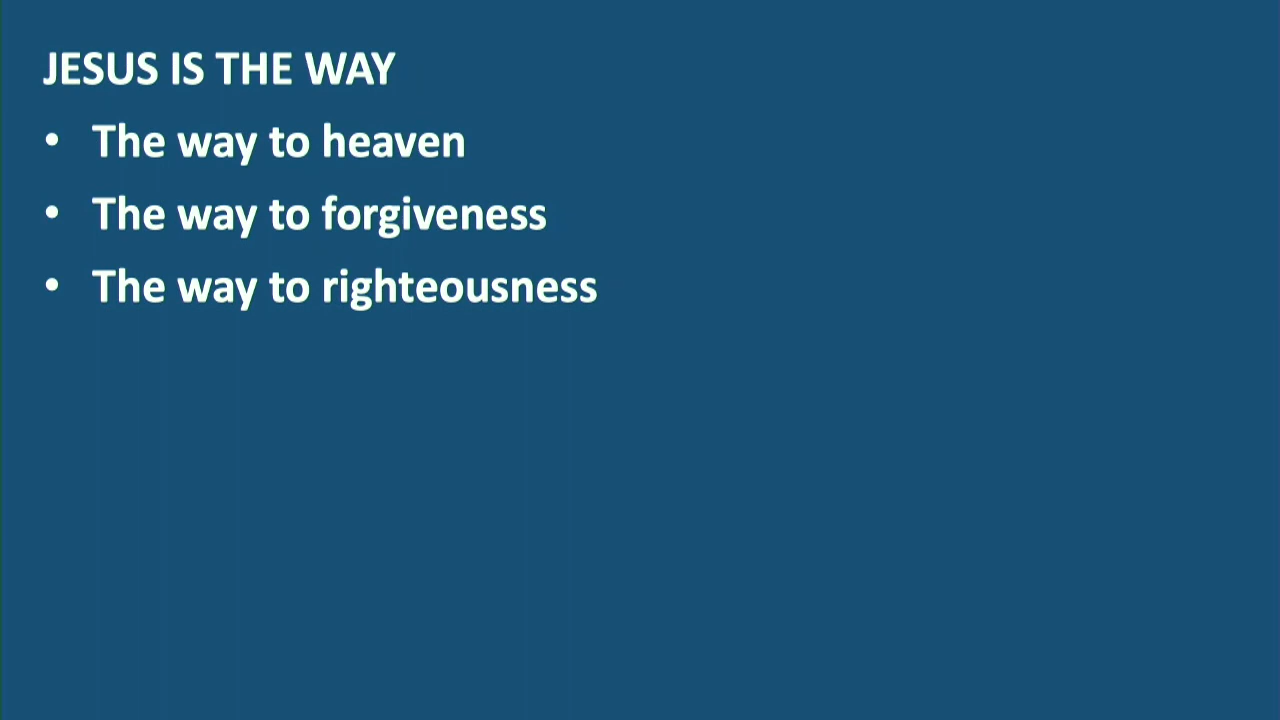 JESUS IS THE WAY
• The way to heaven
• The way to forgiveness
• The way to righteousness